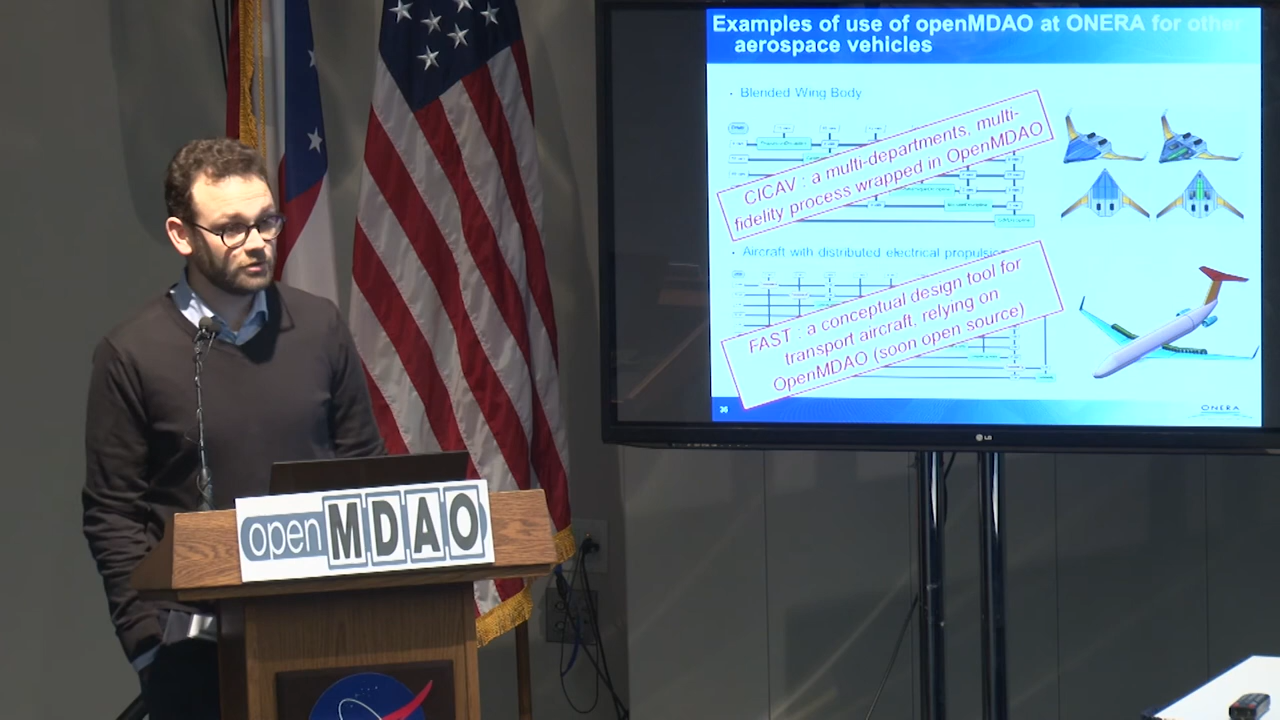 Examples of use of openMDAO at ONERA for other
aerospace vehicles
• Blended Wing Body
CICAV : a multi-departments, multi-
fidelity process wrapped in OpenMDAO
• Aircraft with distributed electrical propulsion
FAST : a conceptual design tool for
transport aircraft, relying on
OpenMDAO (soon open source)
36
ONERA
LG
openMDAO